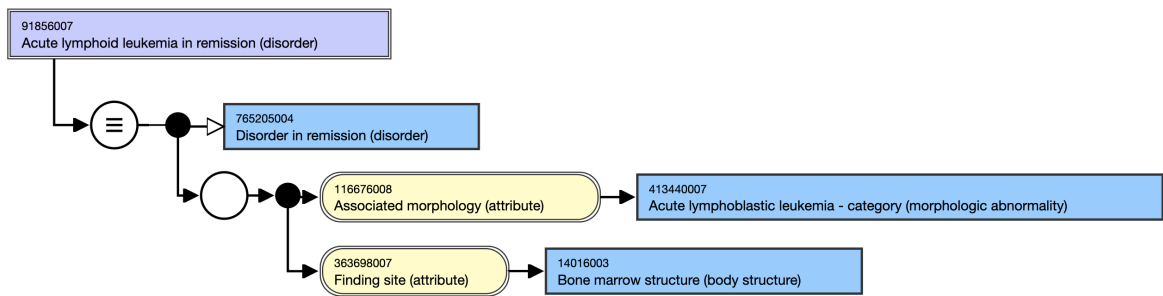 91856007
Acute lymphoid leukemia in remission (disorder)
765205004
Disorder in remission (disorder)
116676008
Associated morphology (attribute)
413440007
Acute lymphoblastic leukemia - category (morphologic abnormality)
363698007
Finding site (attribute)
14016003
Bone marrow structure (body structure)